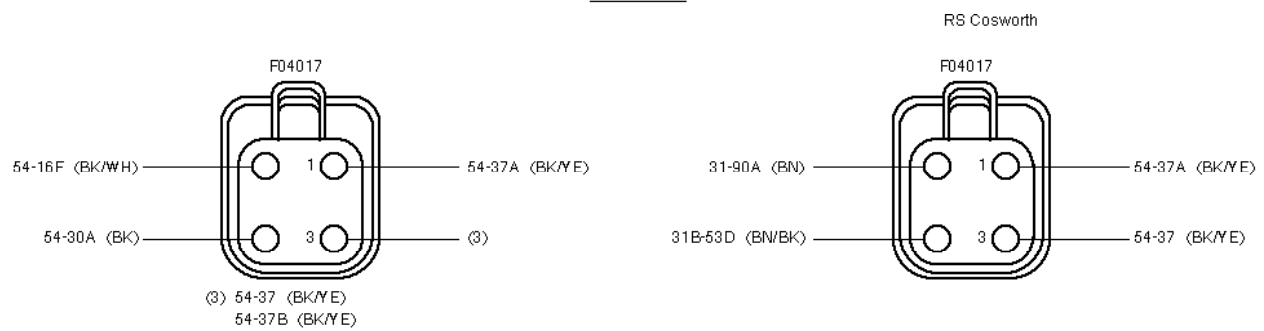 RS Cosworth
F04017
54-16F (BK/WH)
1
54-37A (BK/YE)
54-30A (BK)
3
(3)
(3) 54-37 (BK/YE)
54-37B (BK/YE)
F04017
31-90A (BN)
1
54-37A (BK/YE)
31B-53D (BN/BK)
3
54-37 (BK/YE)